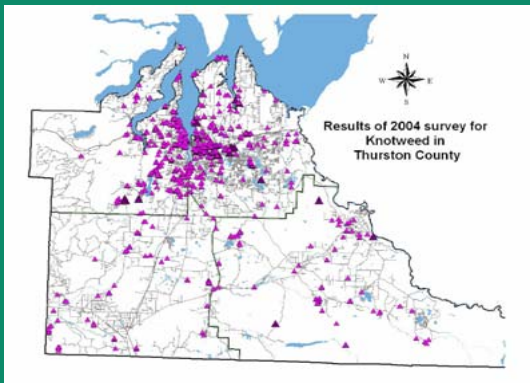 N
W E
S
Results of 2004 survey for
Knotweed in
Thurston County